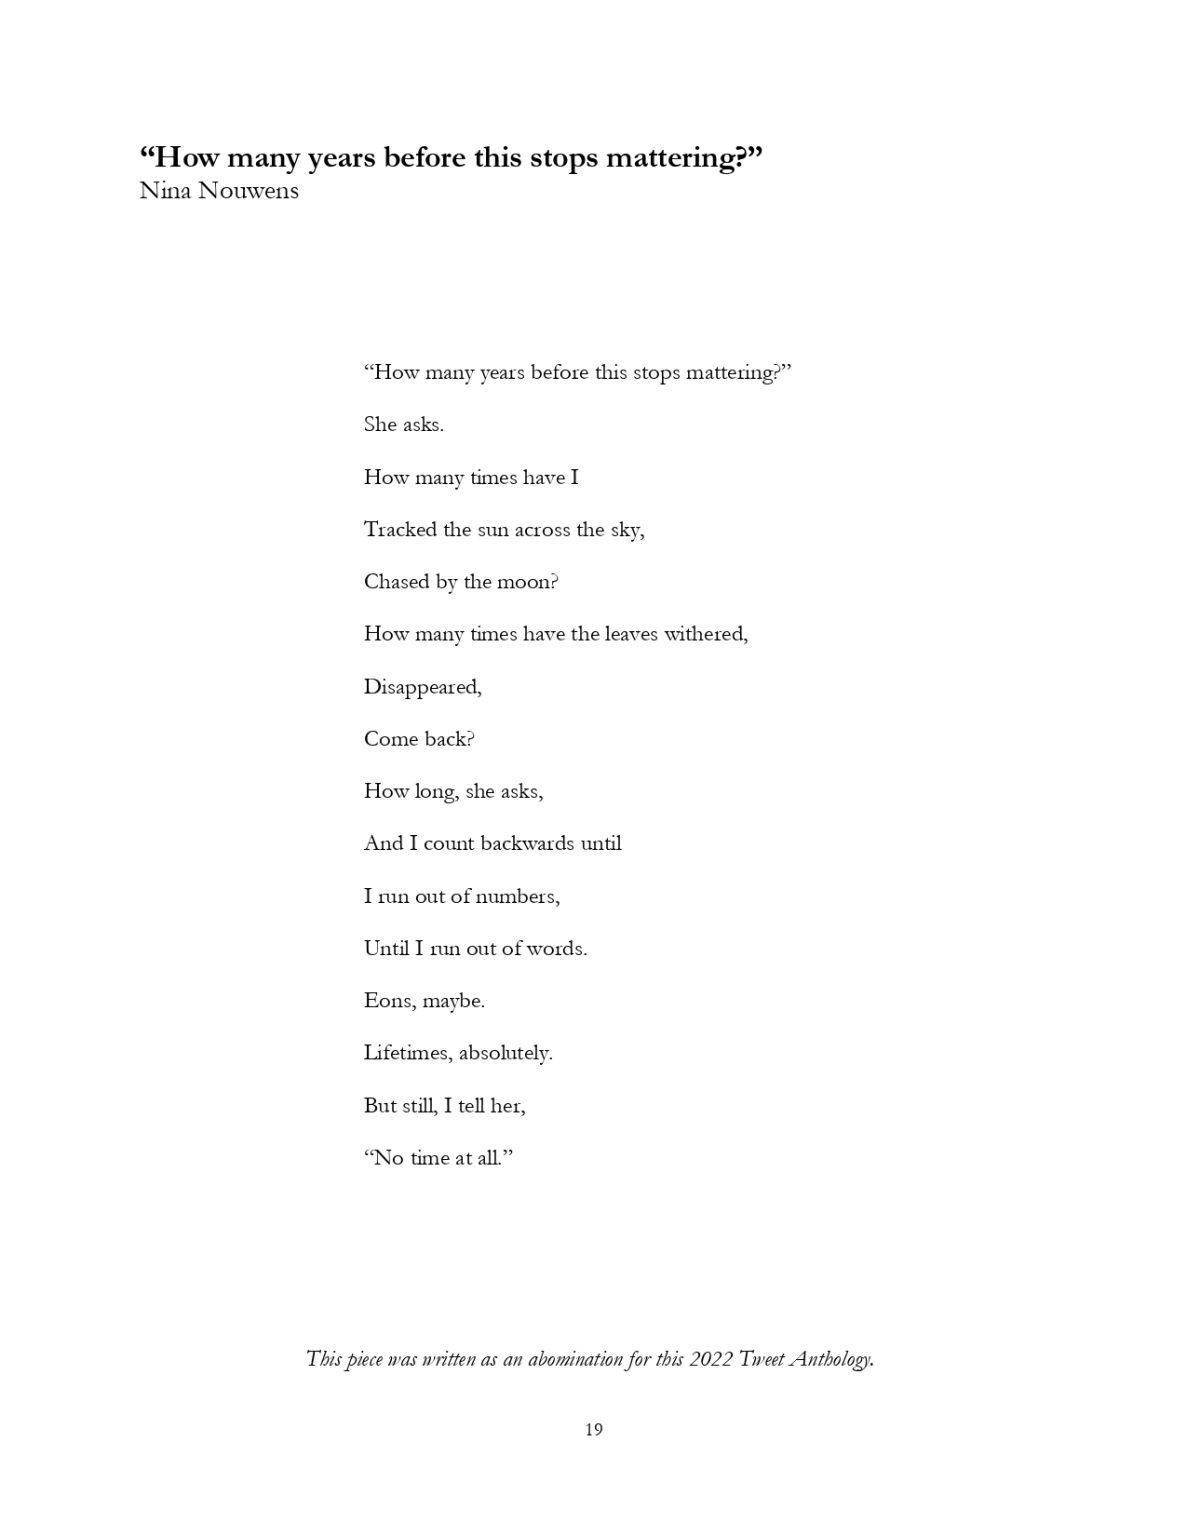 “How many years before this stops mattering?”
Nina Nouwens
“How many years before this stops mattering?”
She asks.
How many times have I
Tracked the sun across the sky,
Chased by the moon?
How many times have the leaves withered,
Disappeared,
Come back?
How long, she asks,
And I count backwards until
I run out of numbers,
Until I run out of words.
Eons, maybe.
Lifetimes, absolutely.
But still, I tell her,
“No time at all.”
This piece was written as an abomination for this 2022 Tweet Anthology.
19